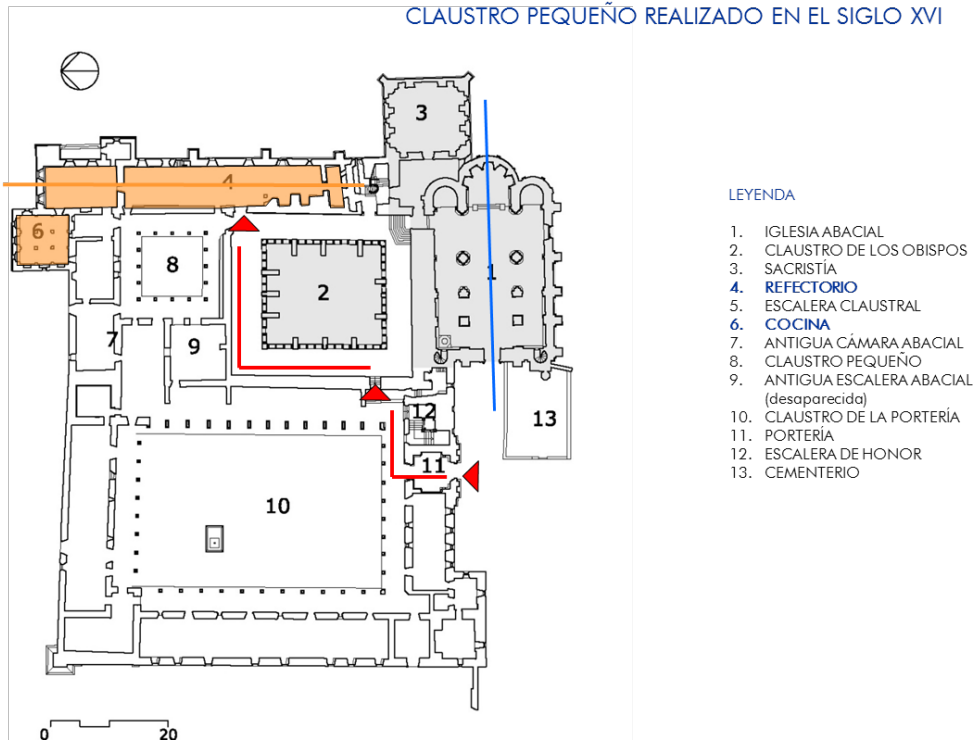 CLAUSTRO PEQUEÑO REALIZADO EN EL SIGLO XVI
3
4
5
6
8
2
1
7
9
12
13
11
10
0 20
LEYENDA
1. IGLESIA ABACIAL
2. CLAUSTRO DE LOS OBISPOS
3. SACRISTÍA
4. REFECTORIO
5. ESCALERA CLAUSTRAL
6. COCINA
7. ANTIGUA CÁMARA ABACIAL
8. CLAUSTRO PEQUEÑO
9. ANTIGUA ESCALERA ABACIAL
(desaparecida)
10. CLAUSTRO DE LA PORTERÍA
11. PORTERÍA
12. ESCALERA DE HONOR
13. CEMENTERIO